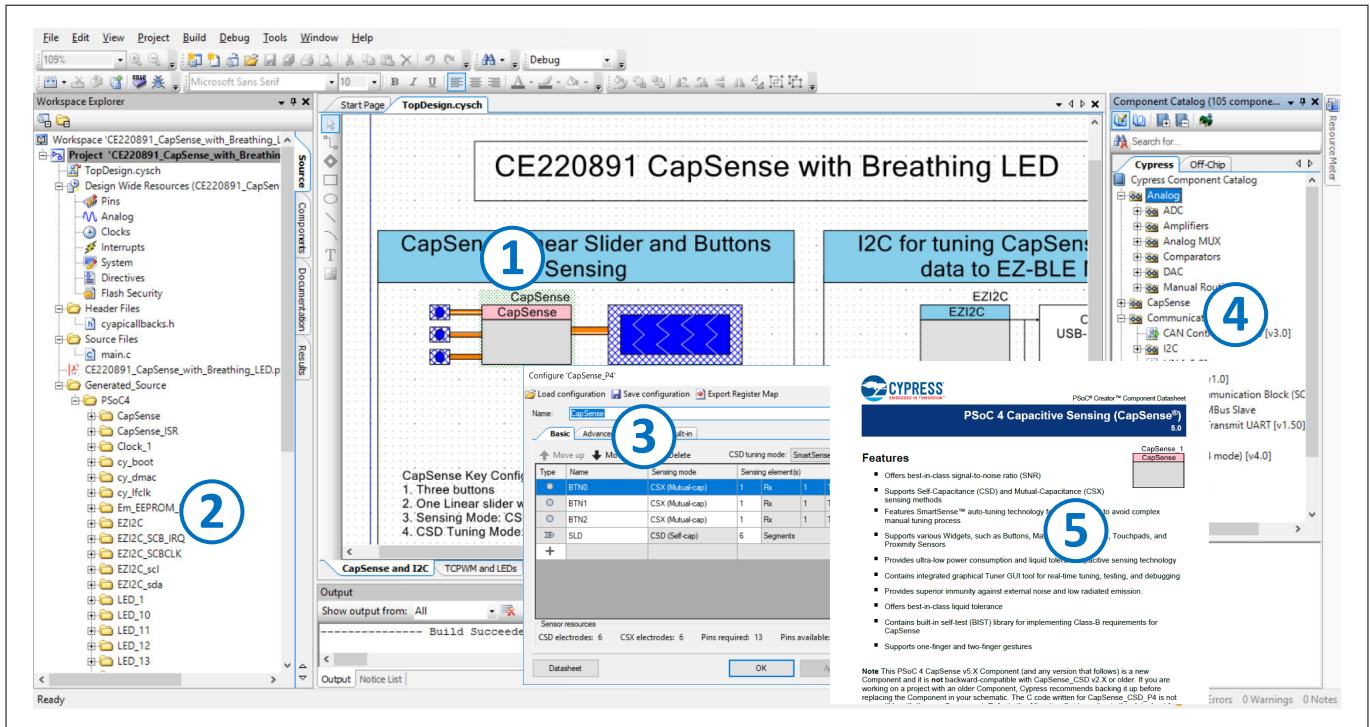 File Edit View Project Build Debug Tools Window Help
109% Debug
Microsoft Sans Serif 10 B I U A
Workspace Explorer
Workspace 'CE220891_CapSense_with_Breathing_L
Project 'CE220891_CapSense_with_Breathin
TopDesign.cysch
Design Wide Resources (CE220891_CapSen
Pins
Analog
Clocks
Interrupts
System
Directives
Flash Security
Header Files
cyapicallbacks.h
Source Files
main.c
CE220891_CapSense_with_Breathing_LED.p
Generated_Source
PSoC4
CapSense
CapSense_ISR
Clock_1
cy_boot
cy_dmac
cy_lfclk
Em_EEPROM_
EZI2C
EZI2C_SCB_IRQ
EZI2C_SCBCLK
EZI2C_scl
EZI2C_sda
LED_1
LED_10
LED_11
LED_12
LED_13
2
Source
Components
Documentation
Results
Start Page TopDesign.cysch
T
CE220891 CapSense with Breathing LED
CapSen near Slider and Buttons
Sensing
1
CapSense
CapSense
I2C for tuning CapSens
data to EZ-BLE
EZI2C
EZI2C
C
USB-
CapSense Key Config
1. Three buttons
2. One Linear slider w
3. Sensing Mode: CS
4. CSD Tuning Mode:
CapSense and I2C TCPWM and LEDs
Output
Show output from: All
--------------- Build Succeede
Output Notice List
Ready
Configure 'CapSense_P4'
Load configuration Save configuration Export Register Map
Name: CapSense
Basic Advance ilt-in
3
Move up Mo Delete CSD tuning mode: SmartSense
Type Name Sensing mode Sensing element(s)
BTN0 CSX (Mutual-cap) 1 Rx 1 T
BTN1 CSX (Mutual-cap) 1 Rx 1 T
BTN2 CSX (Mutual-cap) 1 Rx 1 T
SLD CSD (Self-cap) 6 Segments
Sensor resources
CSD electrodes: 6 CSX electrodes: 6 Pins required: 13 Pins available:
Datasheet OK Ap
Component Catalog (105 compone...
Search for...
Cypress Off-Chip
Cypress Component Catalog
Analog
ADC
Amplifiers
Analog MUX
Comparators
DAC
Manual Rou
CapSense
Communicat
CAN Cont [v3.0]
I2C
4
v1.0]
munication Block (SC
MBus Slave
Transmit UART [v1.50]
I mode) [v4.0]
Resource Meter
CYPRESS
EMBEDDED IN TOMORROW
PSoC® Creator™ Component Datasheet
PSoC 4 Capacitive Sensing (CapSense®)
5.0
CapSense_1
CapSense
Features
Offers best-in-class signal-to-noise ratio (SNR)
Supports Self-Capacitance (CSD) and Mutual-Capacitance (CSX)
sensing methods
Features SmartSense™ auto-tuning technology f to avoid complex
manual tuning process
Supports various Widgets, such as Buttons, Ma , Touchpads, and
Proximity Sensors
5
Provides ultra-low power consumption and liquid toler acitive sensing technology
Contains integrated graphical Tuner GUI tool for real-time tuning, testing, and debugging
Provides superior immunity against external noise and low radiated emission.
Offers best-in-class liquid tolerance
Contains built-in self-test (BIST) library for implementing Class-B requirements for
CapSense
Supports one-finger and two-finger gestures
Note This PSoC 4 CapSense v5.X Component (and any version that follows) is a new
Component and it is not backward-compatible with CapSense_CSD v2.X or older. If you are
working on a project with an older Component, Cypress recommends backing it up before
replacing the Component in your schematic. The C code written for CapSense_CSD_P4 is not
Errors 0 Warnings 0 Notes